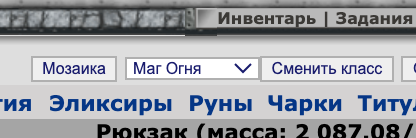 Инвентарь | Задания
Мозаика Маг Огня Сменить класс
Эликсиры Руны Чарки
Рюкзак (масса: 2 087.08/